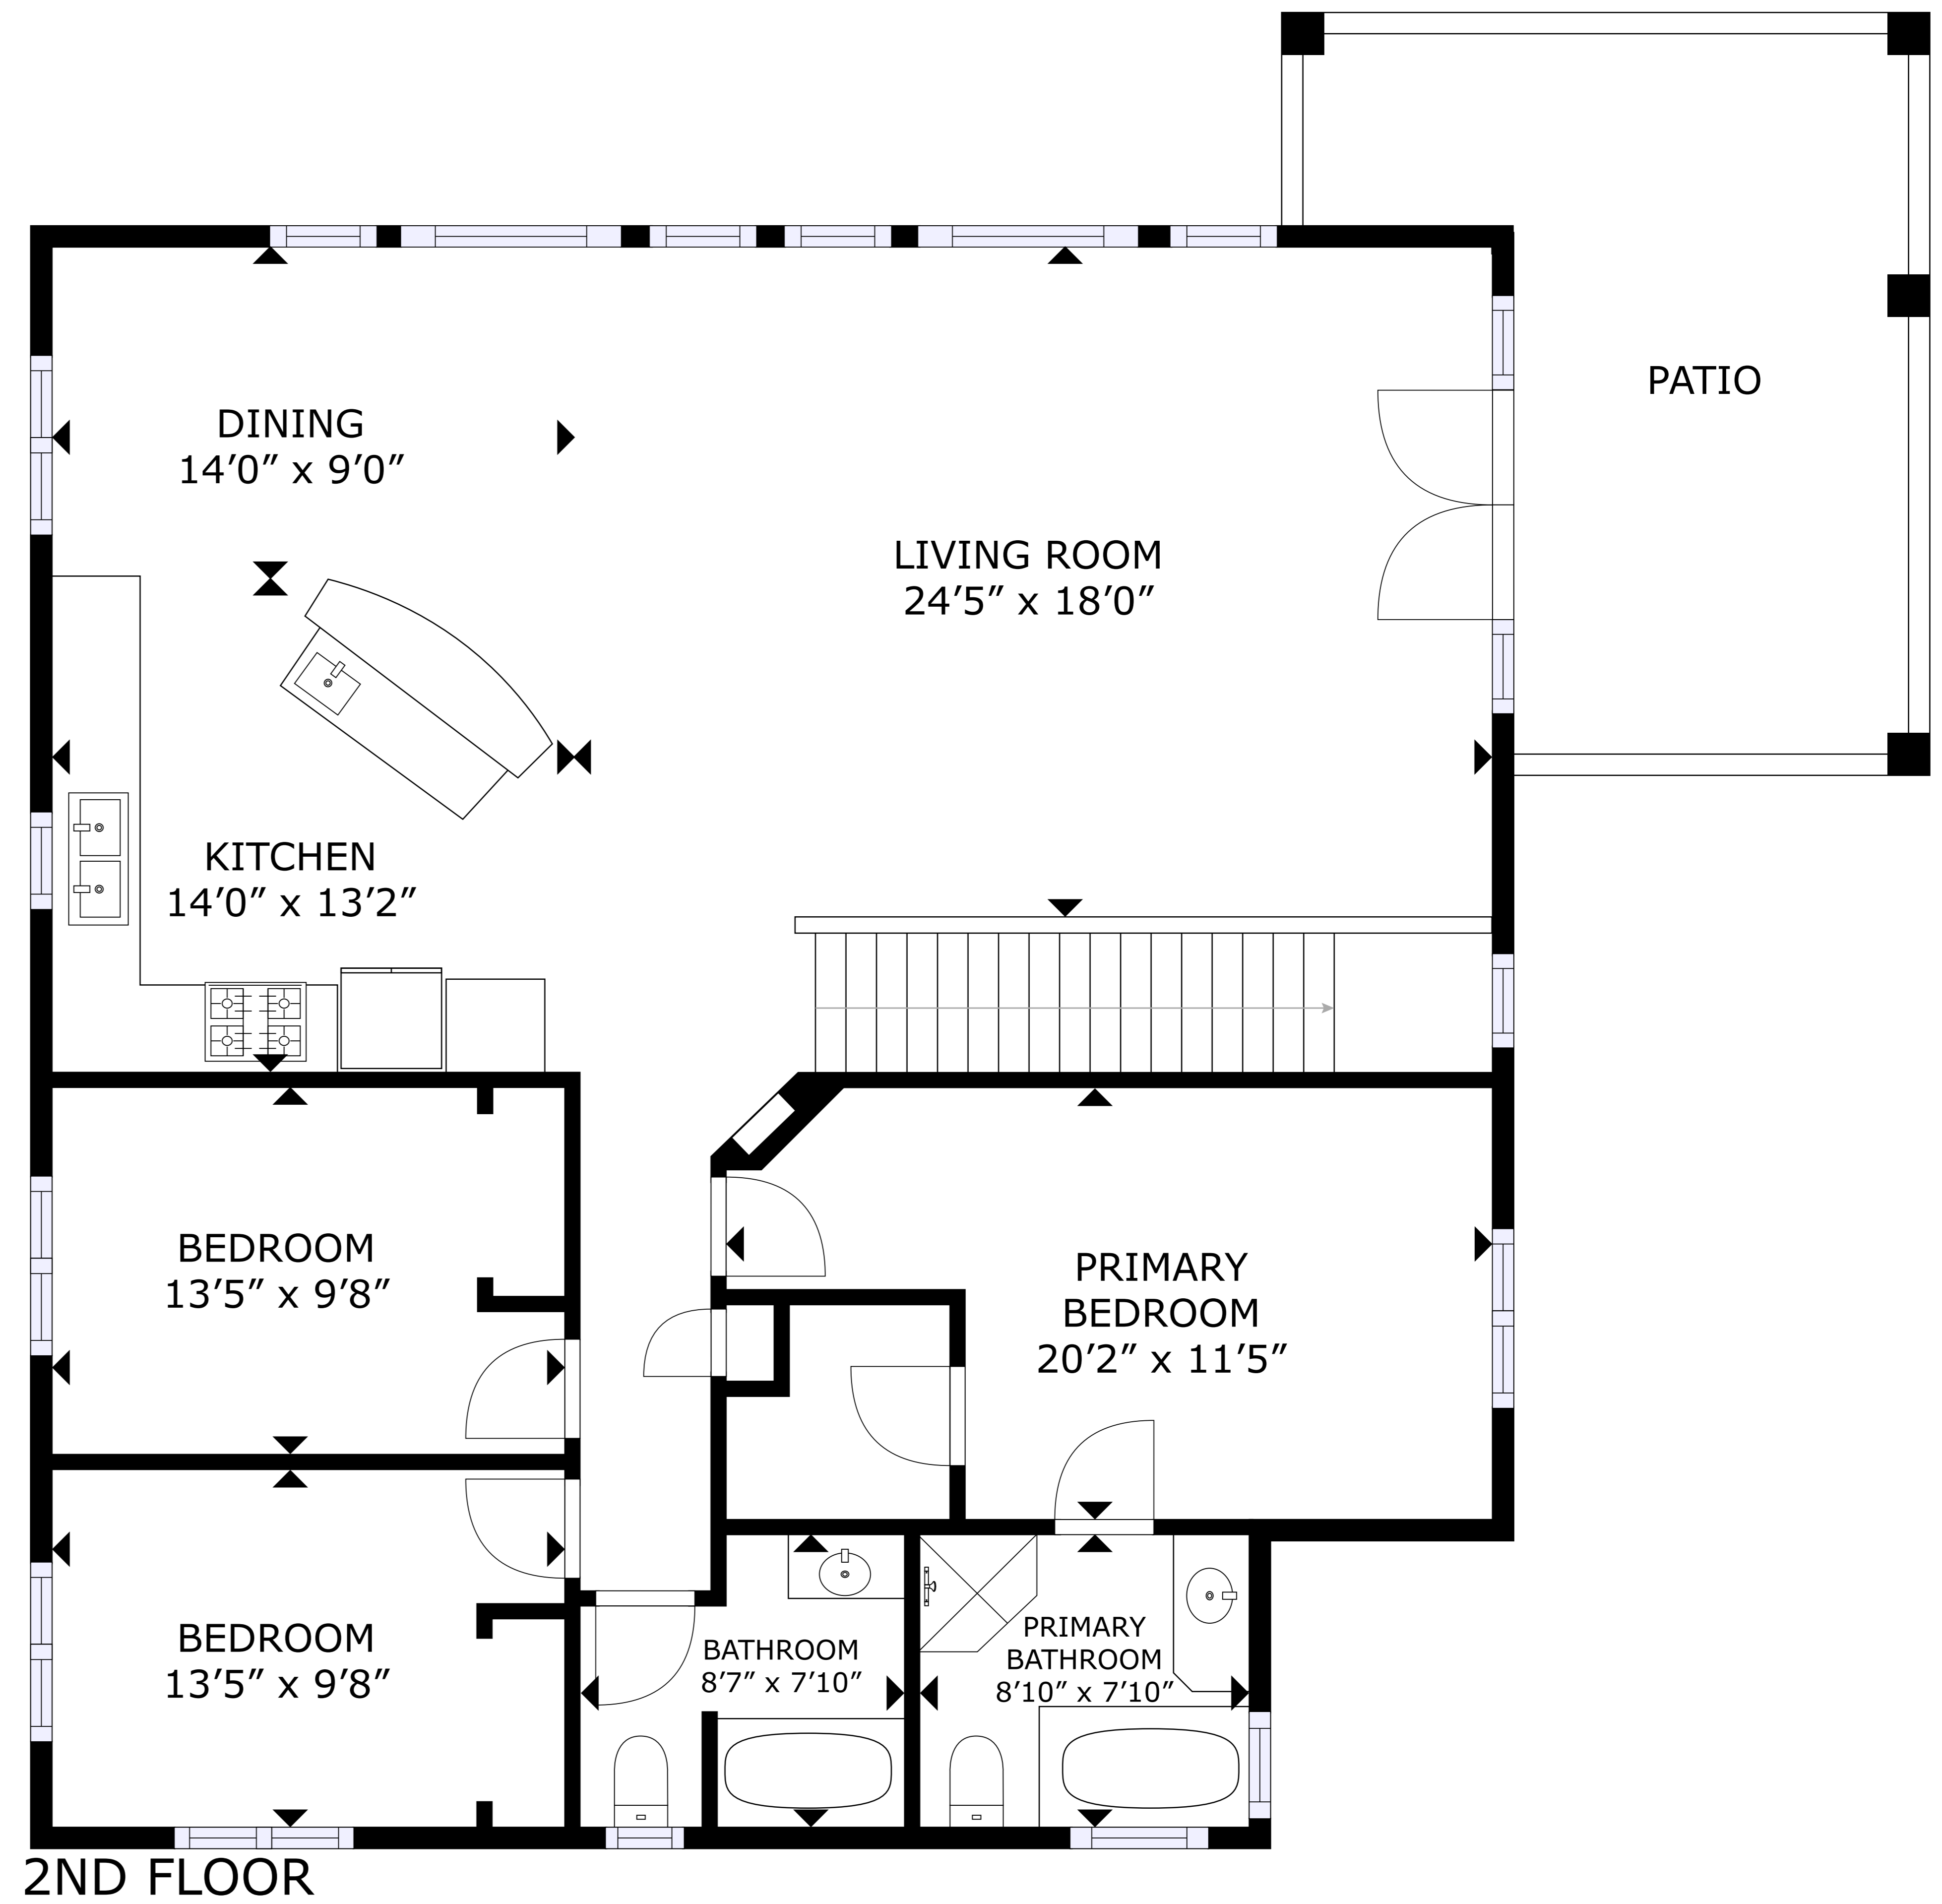 PATIO
DINING
14′0″ x 9′0″
LIVING ROOM
24′5″ x 18′0″
KITCHEN
14′0″ x 13′2″
BEDROOM
13′5″ x 9′8″
PRIMARY
BEDROOM
20′2″ x 11′5″
BEDROOM
13′5″ x 9′8″
BATHROOM
8′7″ x 7′10″
PRIMARY
BATHROOM
8′10″ x 7′10″
2ND FLOOR